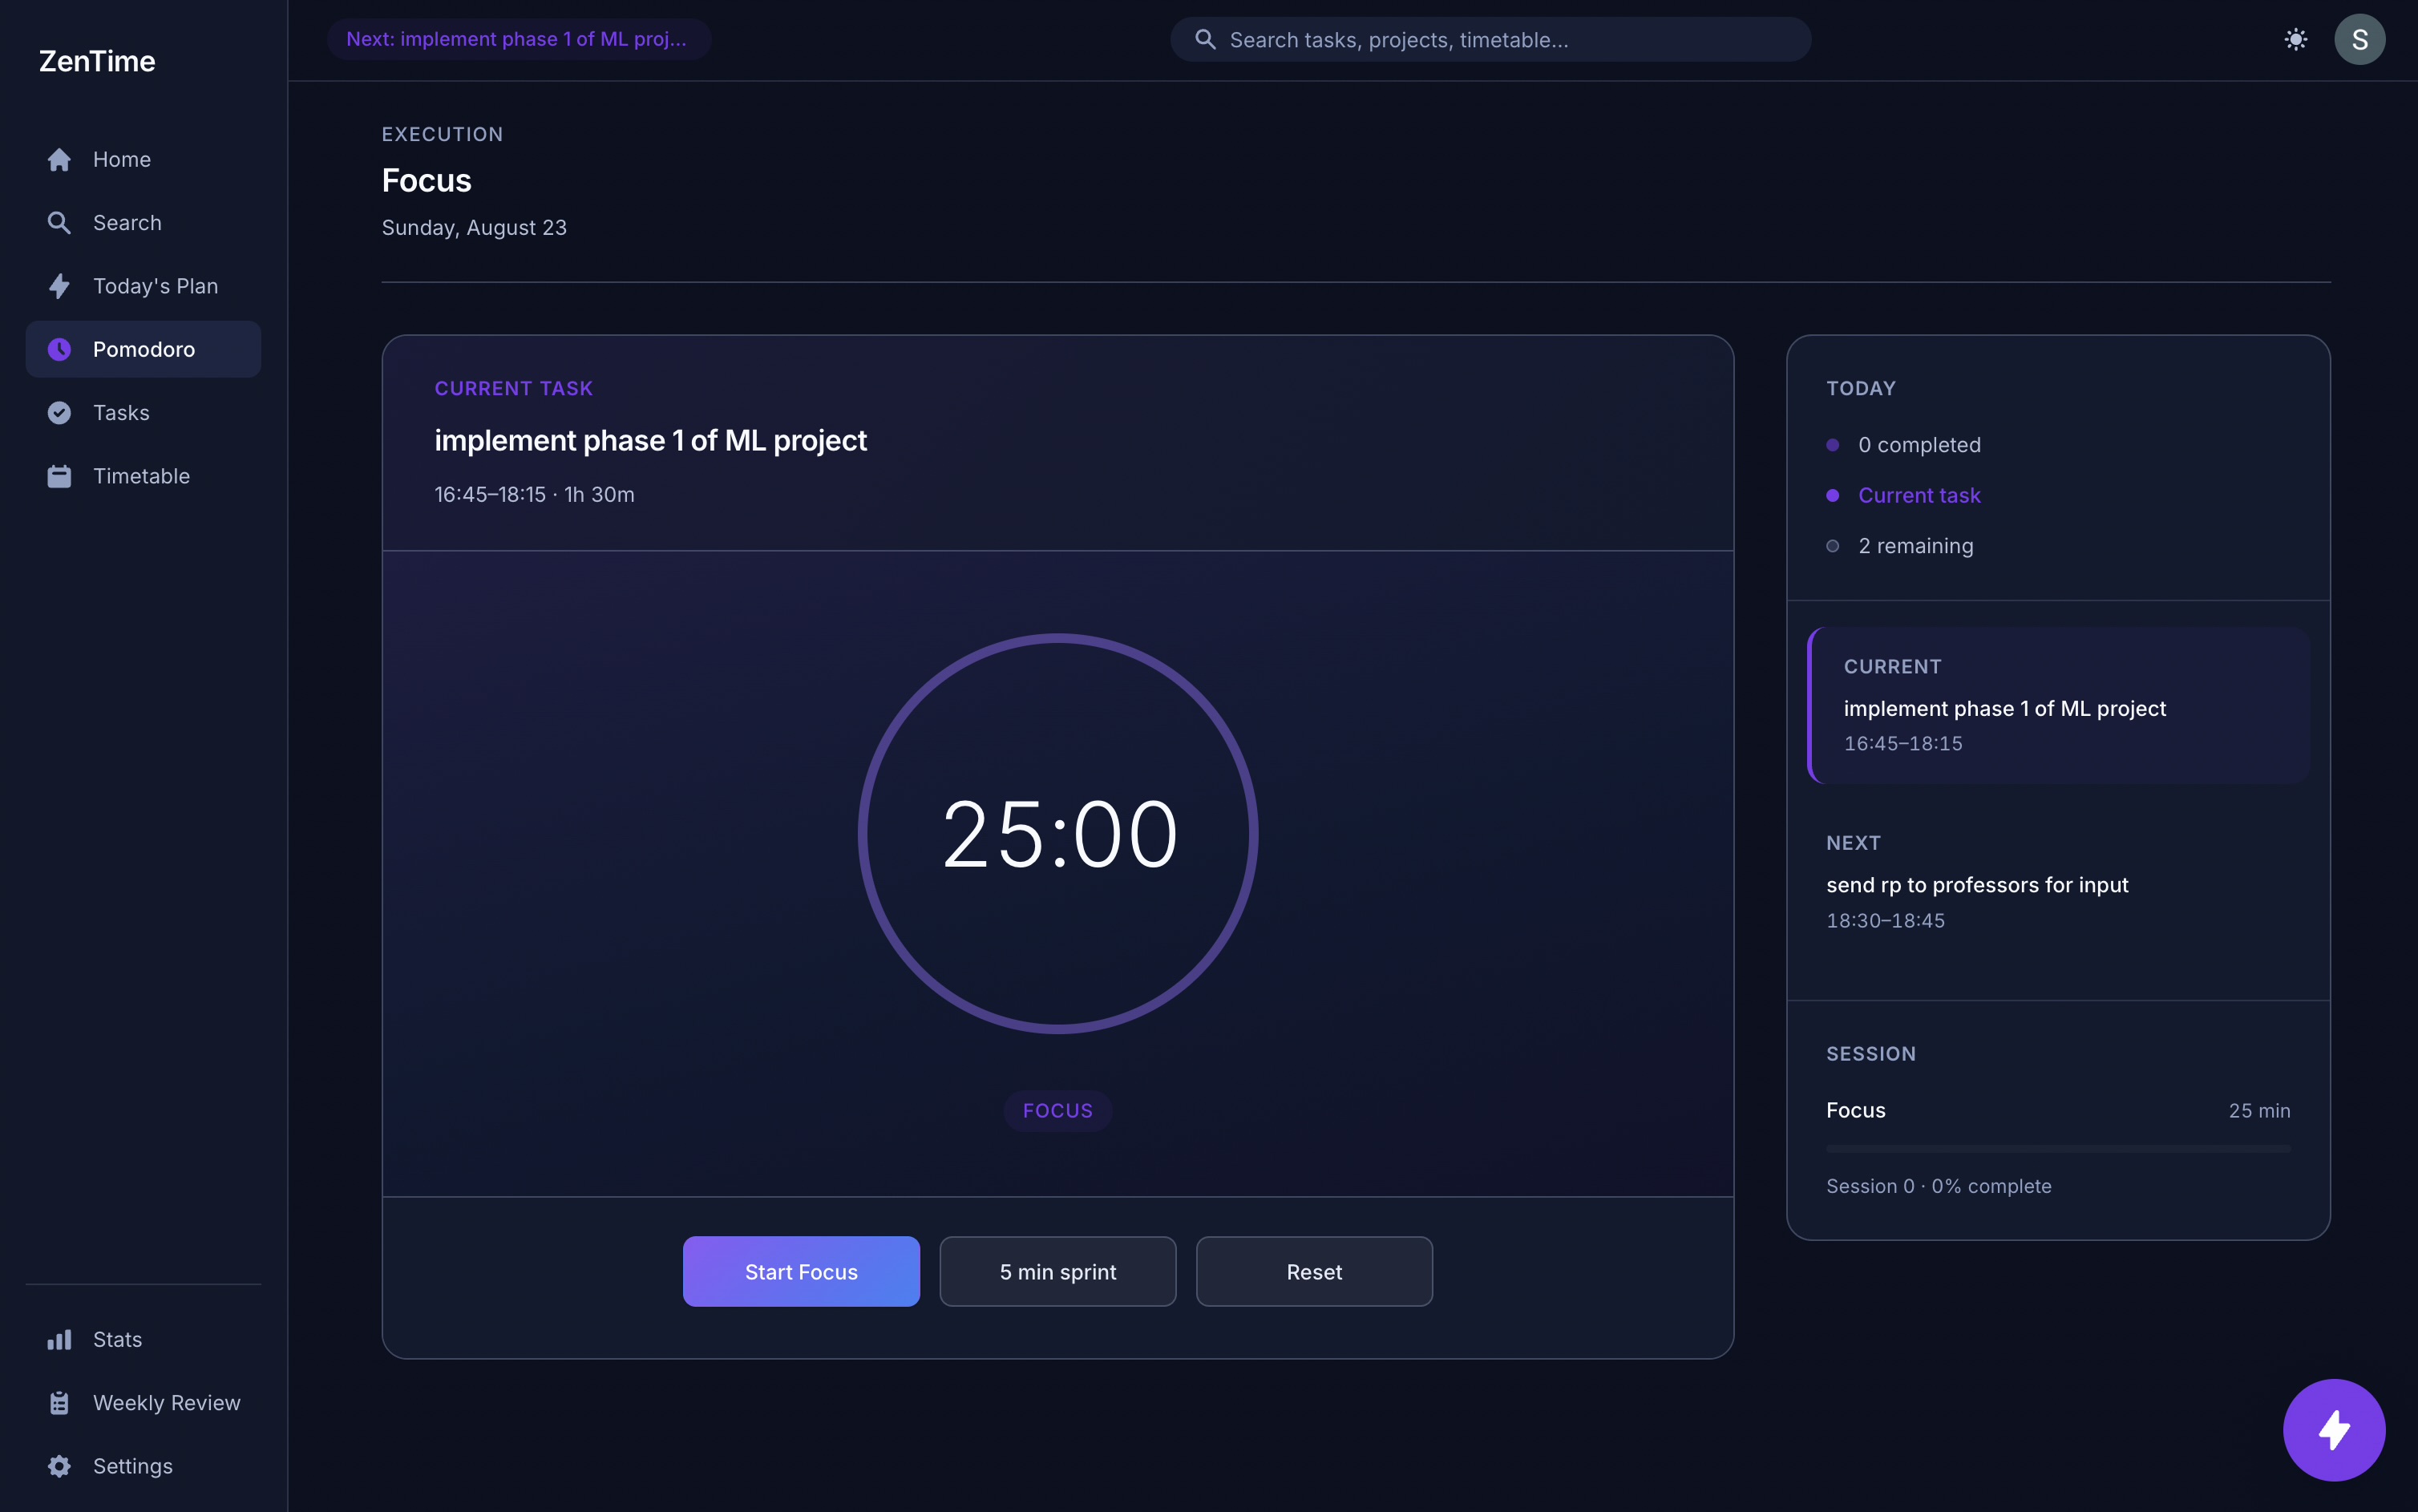 ZenTime
Home
Search
Today's Plan
Pomodoro
Tasks
Timetable
Stats
Weekly Review
Settings
Next: implement phase 1 of ML proj...
Search tasks, projects, timetable...
S
EXECUTION
Focus
Sunday, August 23
CURRENT TASK
implement phase 1 of ML project
16:45–18:15 · 1h 30m
25:00
FOCUS
Start Focus
5 min sprint
Reset
TODAY
0 completed
Current task
2 remaining
CURRENT
implement phase 1 of ML project
16:45–18:15
NEXT
send rp to professors for input
18:30–18:45
SESSION
Focus 25 min
Session 0 · 0% complete